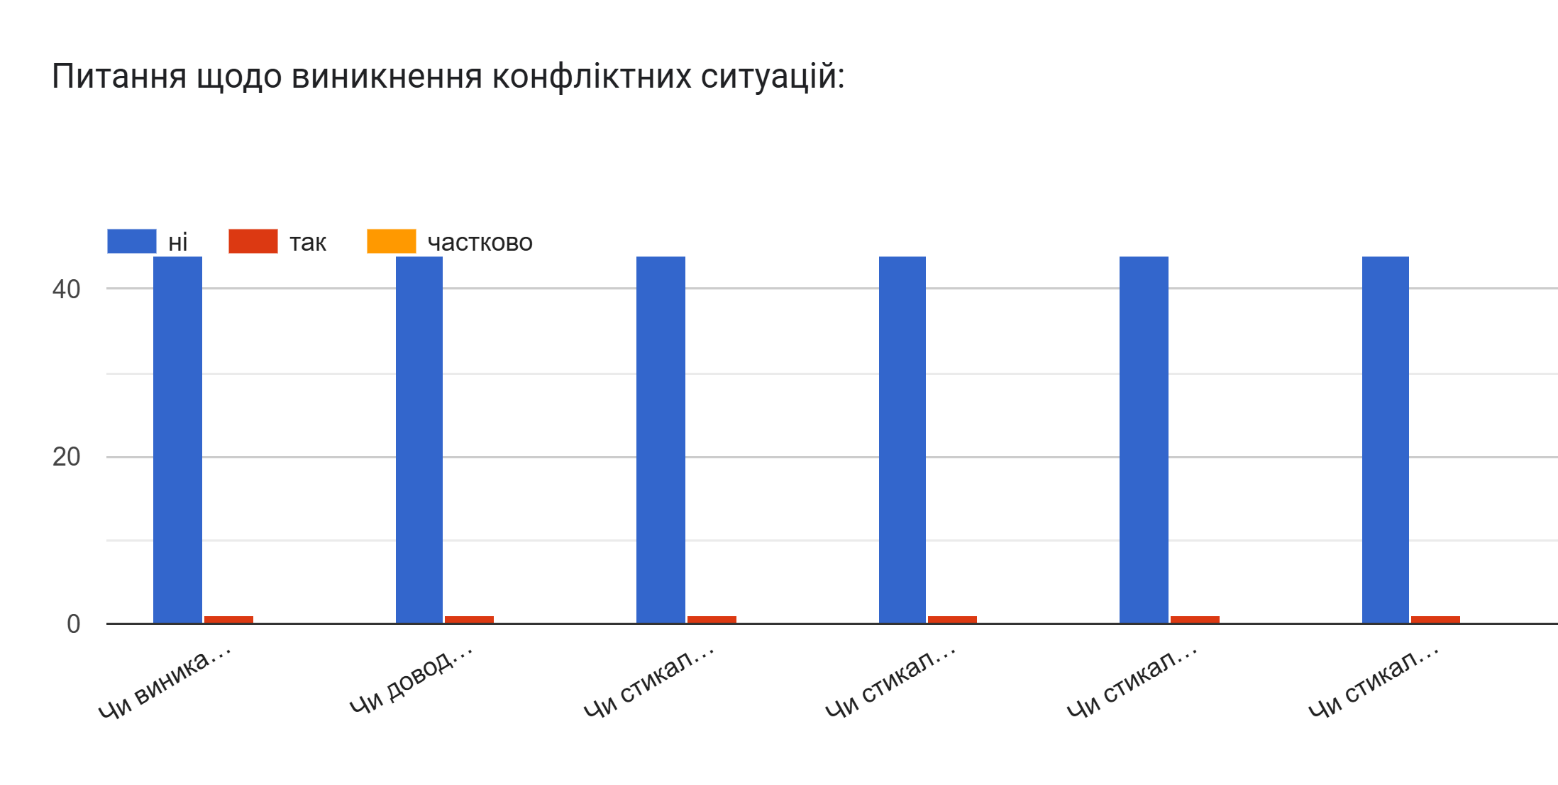 Питання щодо виникнення конфліктних ситуацій:
ні так частково
40
20
0
Чи виника...
Чи довод...
Чи стикал...
Чи стикал...
Чи стикал...
Чи стикал...